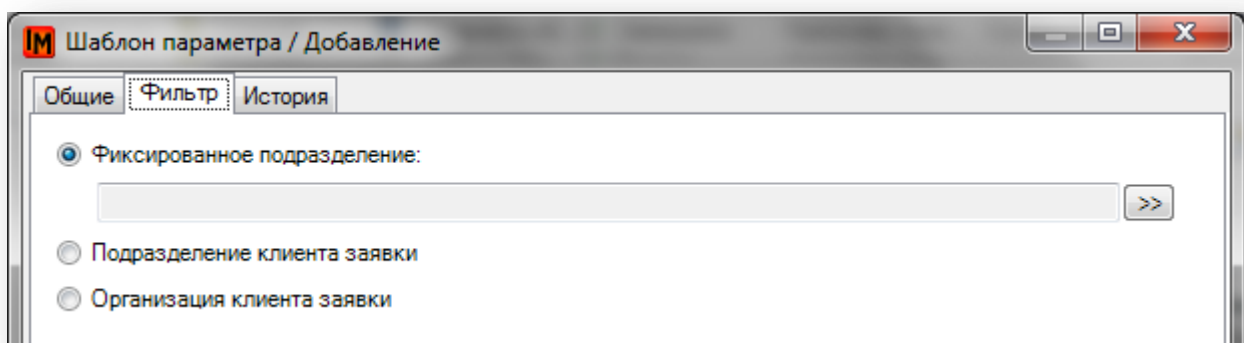 IM Шаблон параметра / Добавление
Общие Фильтр История
Фиксированное подразделение:
>>
Подразделение клиента заявки
Организация клиента заявки